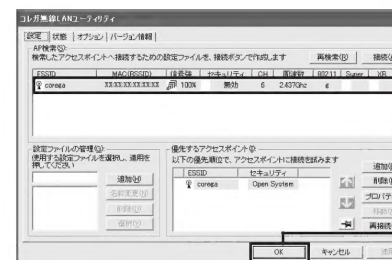 コレガ無線LANユーティリティ
設定 状態 オプション バージョン情報
AP検索(S):
検索したアクセスポイントへ接続するための設定ファイルを、接続ボタンで作成します 再検索(R) 接続(
ESSID MAC(BSSID) 信号強 セキュリティ CH 周波数 802.11 Super XR
corega XX:XX:XX:XX:XX:XX 100% 無効 6 2.437GHz g
設定ファイルの管理(Q):
使用する設定ファイルを選択し、適用を押してください
追加(H)
名前変更(N)
削除(D)
選択(V)
優先するアクセスポイント(P)
以下の優先順位で、アクセスポイントに接続を試みます
ESSID セキュリティ
corega Open System
追加(
削除(
プロパティ
再接続
OK キャンセル 適用